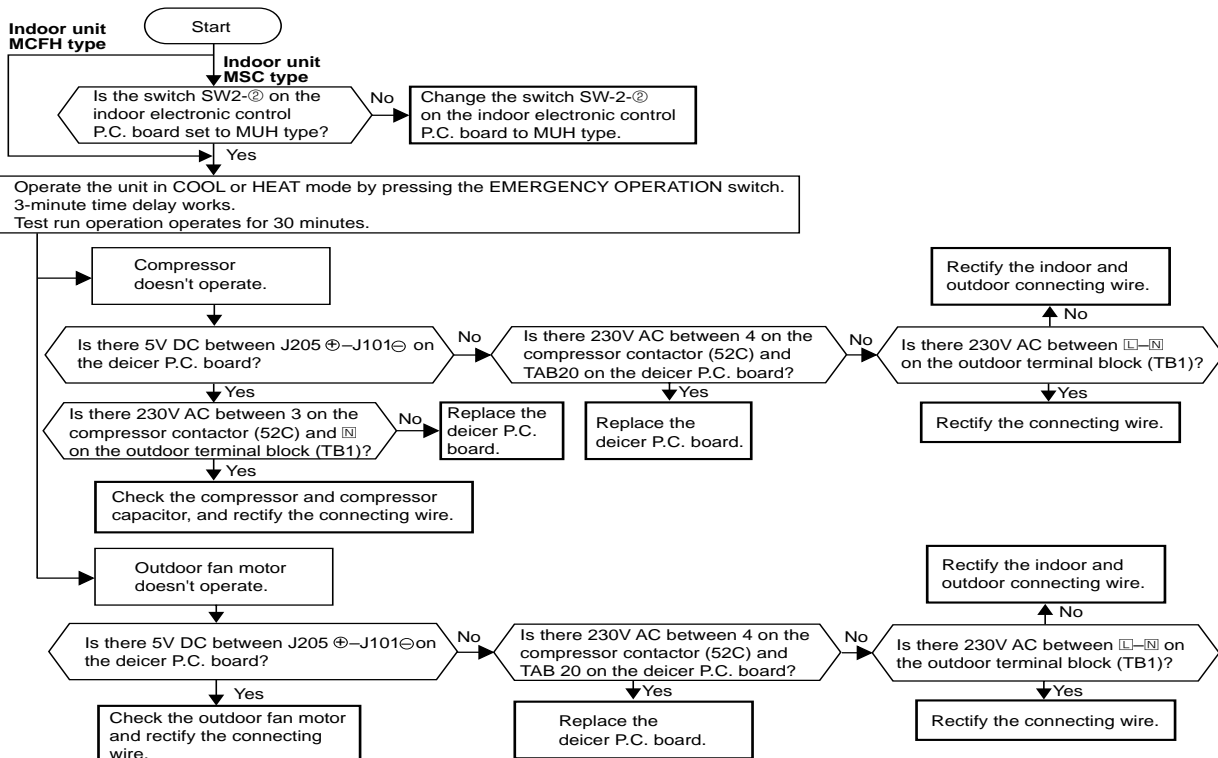 Indoor unit
MCFH type
Start
Indoor unit
MSC type
Is the switch SW2-② on the
indoor electronic control
P.C. board set to MUH type?
No
Change the switch SW-2-②
on the indoor electronic control
P.C. board to MUH type.
Yes
Operate the unit in COOL or HEAT mode by pressing the EMERGENCY OPERATION switch.
3-minute time delay works.
Test run operation operates for 30 minutes.
Compressor
doesn't operate.
Rectify the indoor and
outdoor connecting wire.
No
Is there 5V DC between J205 ⊕–J101⊖ on
the deicer P.C. board?
No
Is there 230V AC between 4 on the
compressor contactor (52C) and
TAB20 on the deicer P.C. board?
No
Is there 230V AC between 🄻–🄽
on the outdoor terminal block (TB1)?
Yes
Yes
Yes
Is there 230V AC between 3 on the
compressor contactor (52C) and 🄽
on the outdoor terminal block (TB1)?
No
Replace the
deicer P.C.
board.
Replace the
deicer P.C. board.
Rectify the connecting wire.
Yes
Check the compressor and compressor
capacitor, and rectify the connecting wire.
Outdoor fan motor
doesn't operate.
Rectify the indoor and
outdoor connecting wire.
No
Is there 5V DC between J205 ⊕–J101⊖on
the deicer P.C. board?
No
Is there 230V AC between 4 on the
compressor contactor (52C) and
TAB 20 on the deicer P.C. board?
No
Is there 230V AC between 🄻–🄽 on
the outdoor terminal block (TB1)?
Yes
Yes
Yes
Check the outdoor fan motor
and rectify the connecting
wire.
Replace the
deicer P.C. board.
Rectify the connecting wire.